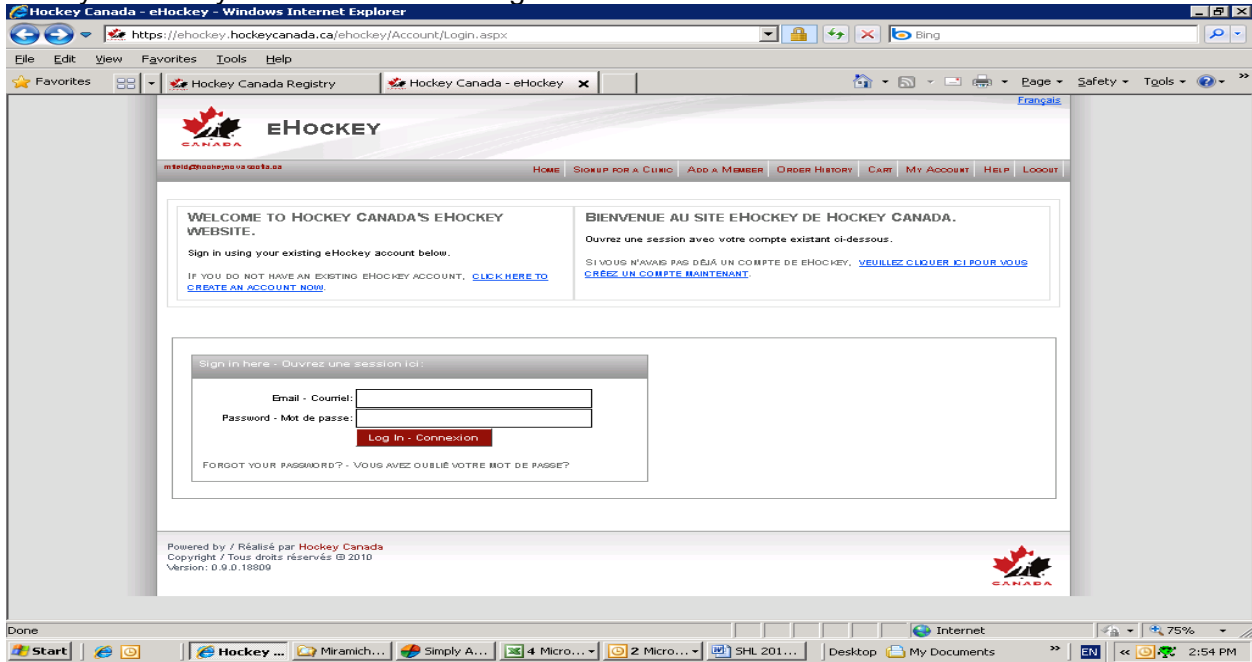 Hockey Canada - eHockey - Windows Internet Explorer
https://ehockey.hockeycanada.ca/ehockey/Account/Login.aspx
Bing
File Edit View Favorites Tools Help
Favorites Hockey Canada Registry Hockey Canada - eHockey Page Safety Tools
Français
CANADA
EHOCKEY
HOME SIGNUP FOR A CLINIC ADD A MEMBER ORDER HISTORY CART MY ACCOUNT HELP LOGOUT
WELCOME TO HOCKEY CANADA'S EHOCKEY
WEBSITE.
Sign in using your existing eHockey account below.
IF YOU DO NOT HAVE AN EXISTING EHOCKEY ACCOUNT, CLICK HERE TO
CREATE AN ACCOUNT NOW.
BIENVENUE AU SITE EHOCKEY DE HOCKEY CANADA.
Ouvrez une session avec votre compte existant ci-dessous.
SI VOUS N'AVAIS PAS DÉJÀ UN COMPTE DE EHOCKEY, VEUILLEZ CLIQUER ICI POUR VOUS
CRÉEZ UN COMPTE MAINTENANT.
Sign in here - Ouvrez une session ici:
Email - Courriel:
Password - Mot de passe:
Log In - Connexion
FORGOT YOUR PASSWORD? - VOUS AVEZ OUBLIÉ VOTRE MOT DE PASSE?
Powered by / Réalisé par Hockey Canada
Copyright / Tous droits réservés © 2010
Version: 0.9.0.18809
CANADA
Done Internet 75%
Start Hockey ... Miramich... Simply A... 4 Micro... 2 Micro... SHL 201... Desktop My Documents » EN « 2:54 PM